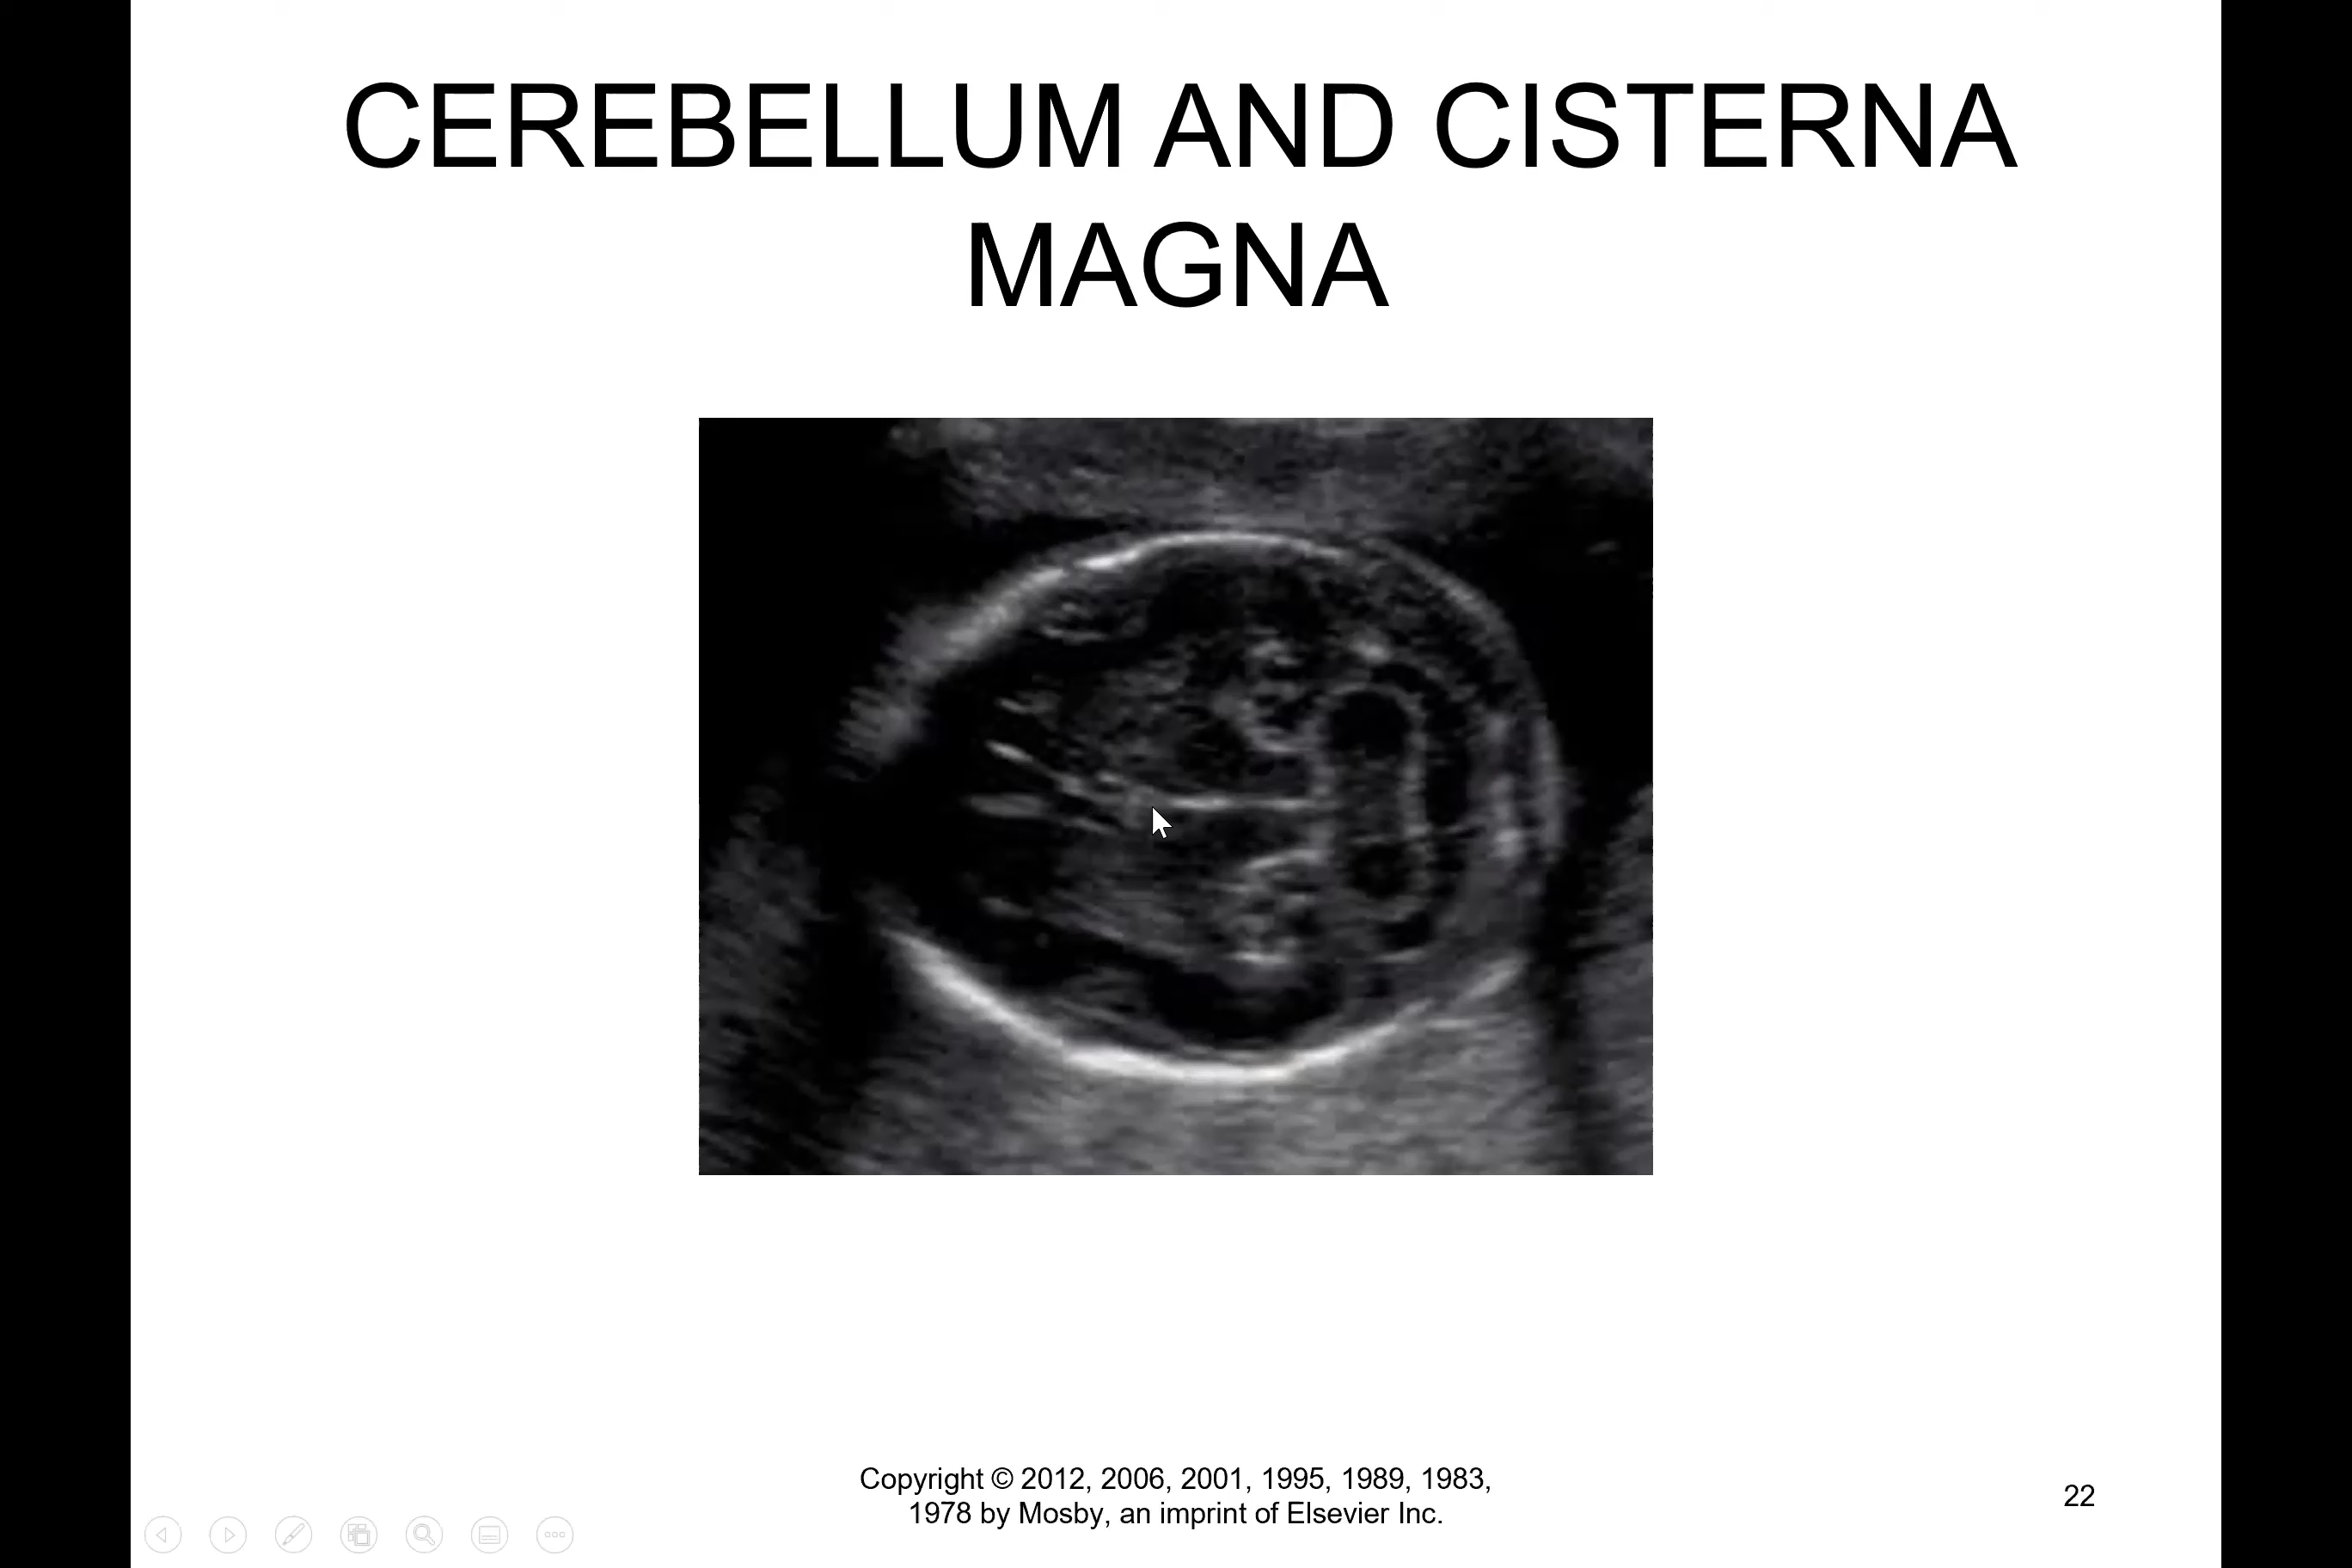 CEREBELLUM AND CISTERNA
MAGNA
Copyright © 2012, 2006, 2001, 1995, 1989, 1983,
1978 by Mosby, an imprint of Elsevier Inc.
22